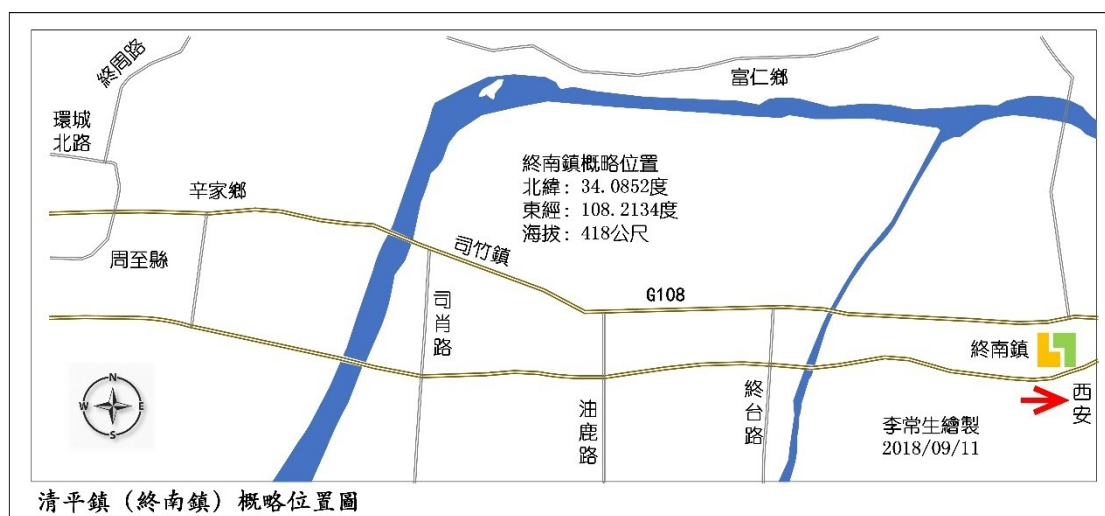 終周路
富仁鄉
環城
北路
終南鎮概略位置
北緯：34.0852度
東經：108.2134度
海拔：418公尺
辛家鄉
周至縣
司竹鎮
司肖路
G108
終南鎮
油鹿路
終台路
西安
李常生繪製
2018/09/11
N
W
E
S
清平鎮（終南鎮）概略位置圖